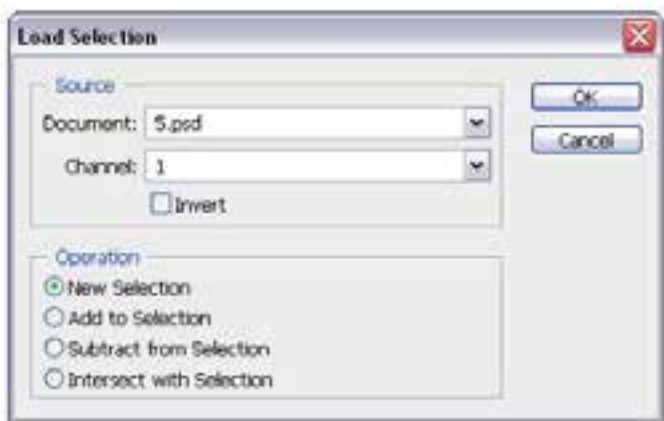 Load Selection
Source
Document: 5.psd
Channel: 1
Invert
OK
Cancel
Operation
New Selection
Add to Selection
Subtract from Selection
Intersect with Selection